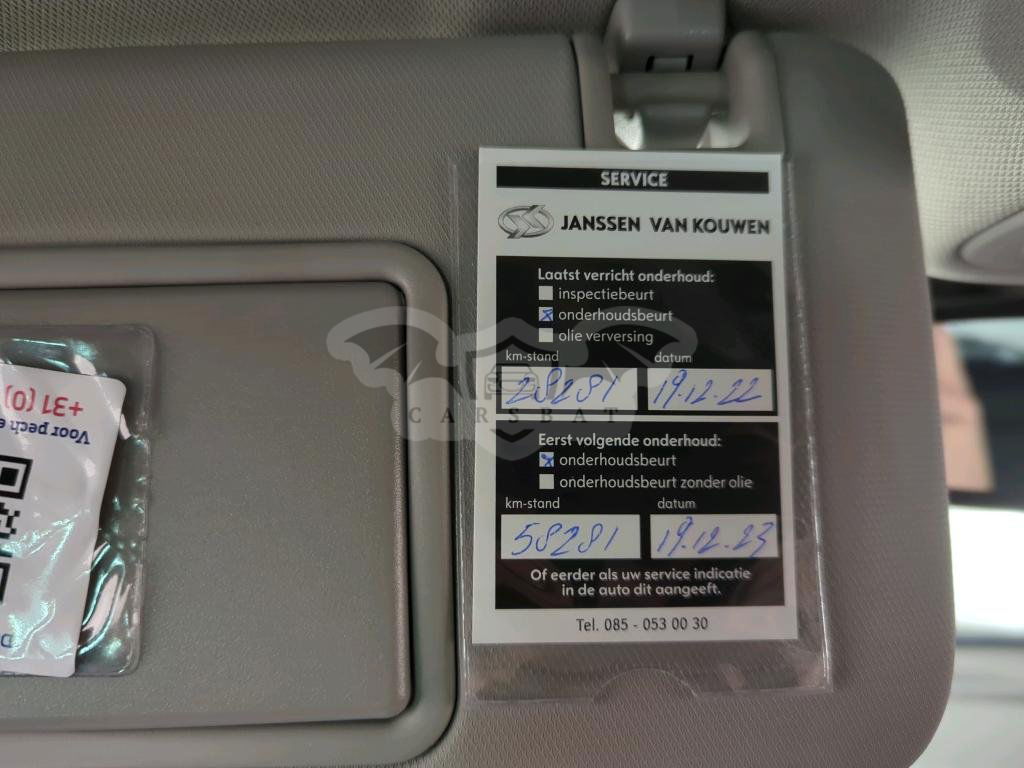 SERVICE
JANSSEN VAN KOUWEN
Laatst verricht onderhoud:
inspectiebeurt
onderhoudsbeurt
olie verversing
km-stand datum
28281 19.12.22
CARSBAT
Eerst volgende onderhoud:
onderhoudsbeurt
onderhoudsbeurt zonder olie
km-stand datum
58281 19.12.23
Of eerder als uw service indicatie
in de auto dit aangeeft.
Tel. 085 - 053 00 30
Voor pech
+31 (0)